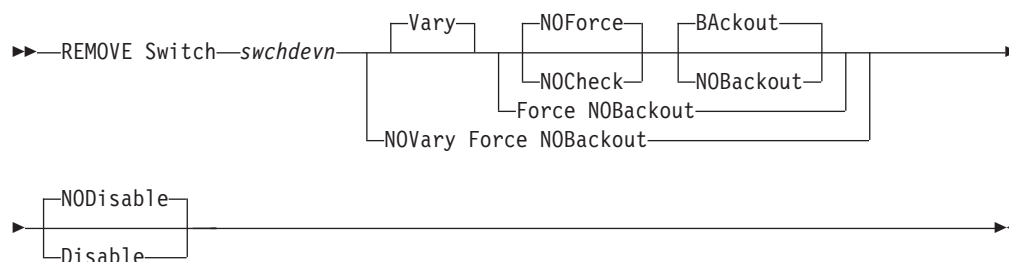 Vary NOForce BAckout
REMOVE Switch swchdevn
NOCheck NOBackout
Force NOBackout
NOVary Force NOBackout
NODisable
Disable